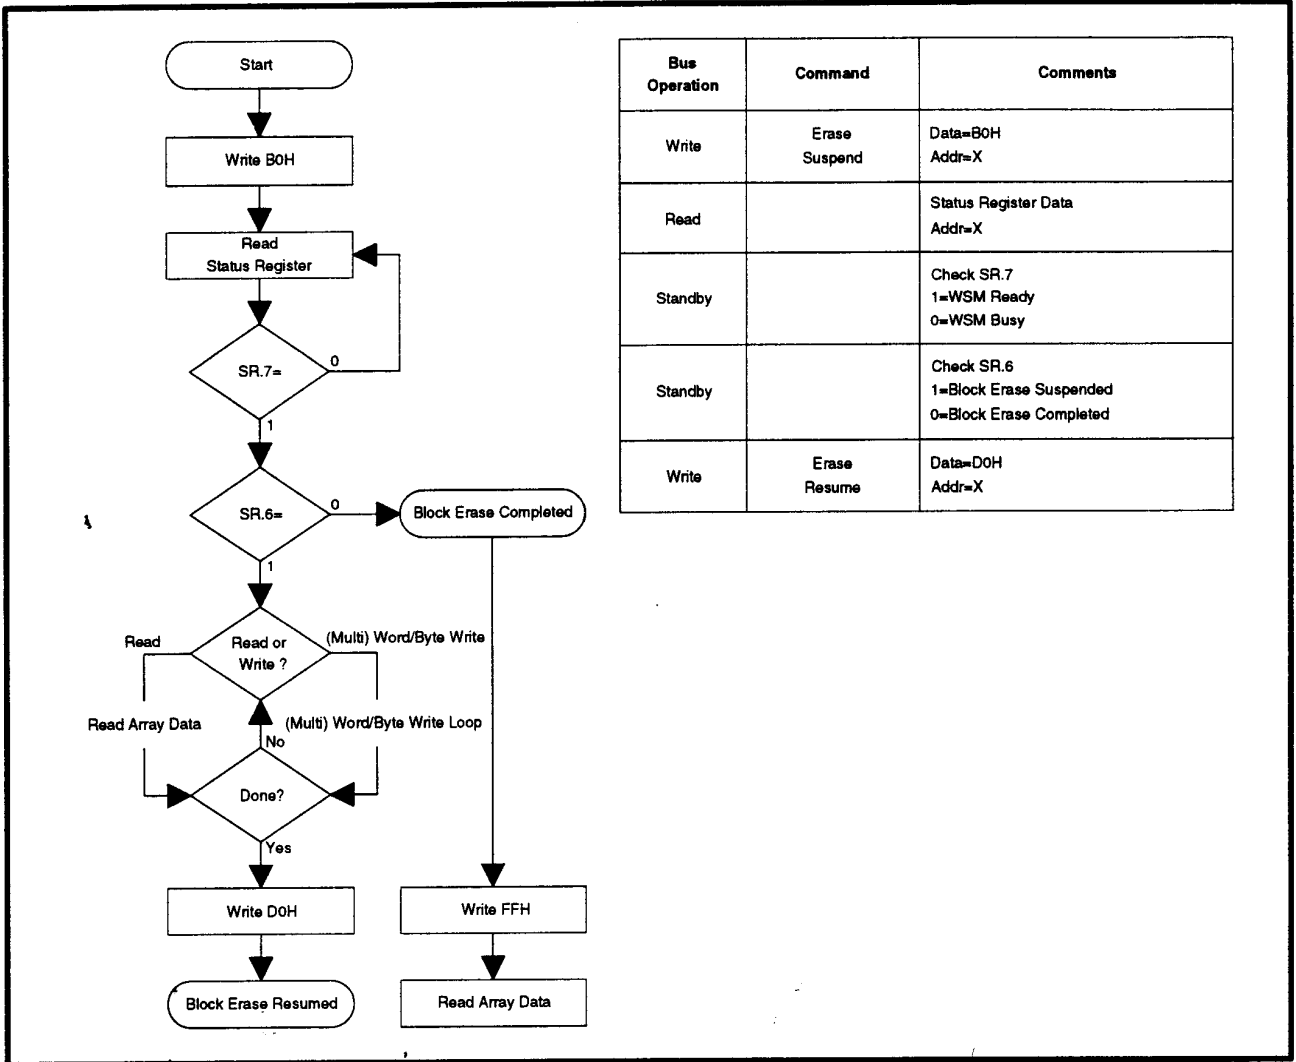 Start
Write B0H
Read
Status Register
SR.7=
0
1
SR.6=
0
Block Erase Completed
1
Read or
Write ?
Read
(Multi) Word/Byte Write
Read Array Data
(Multi) Word/Byte Write Loop
No
Done?
Yes
Write D0H
Write FFH
Block Erase Resumed
Read Array Data
Bus
Operation
Command
Comments
Write
Erase
Suspend
Data=B0H
Addr=X
Read
Status Register Data
Addr=X
Standby
Check SR.7
1=WSM Ready
0=WSM Busy
Standby
Check SR.6
1=Block Erase Suspended
0=Block Erase Completed
Write
Erase
Resume
Data=D0H
Addr=X